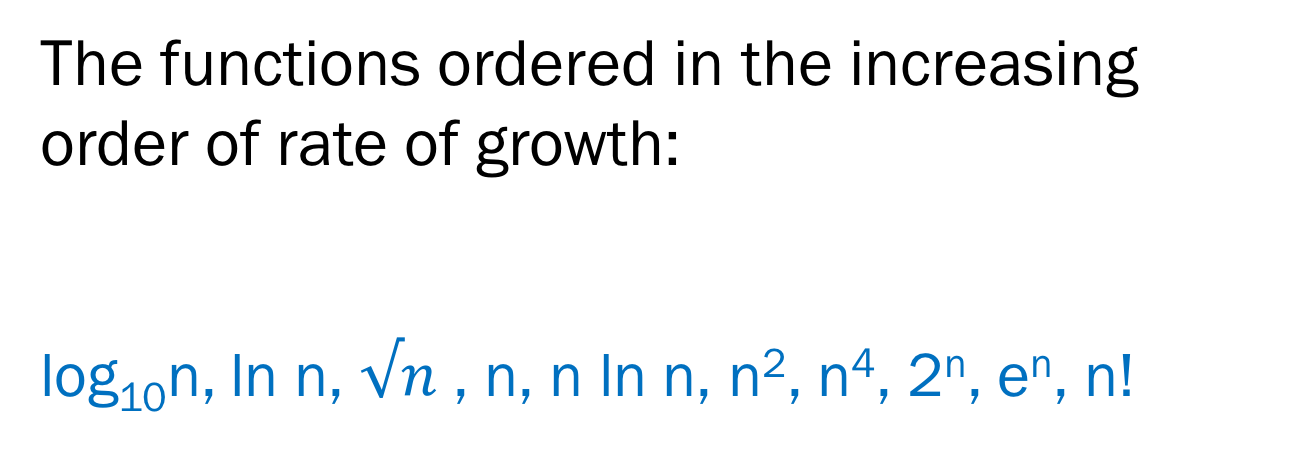 The functions ordered in the increasing
order of rate of growth:
log₁₀n, ln n, √n , n, n ln n, n², n⁴, 2ⁿ, eⁿ, n!